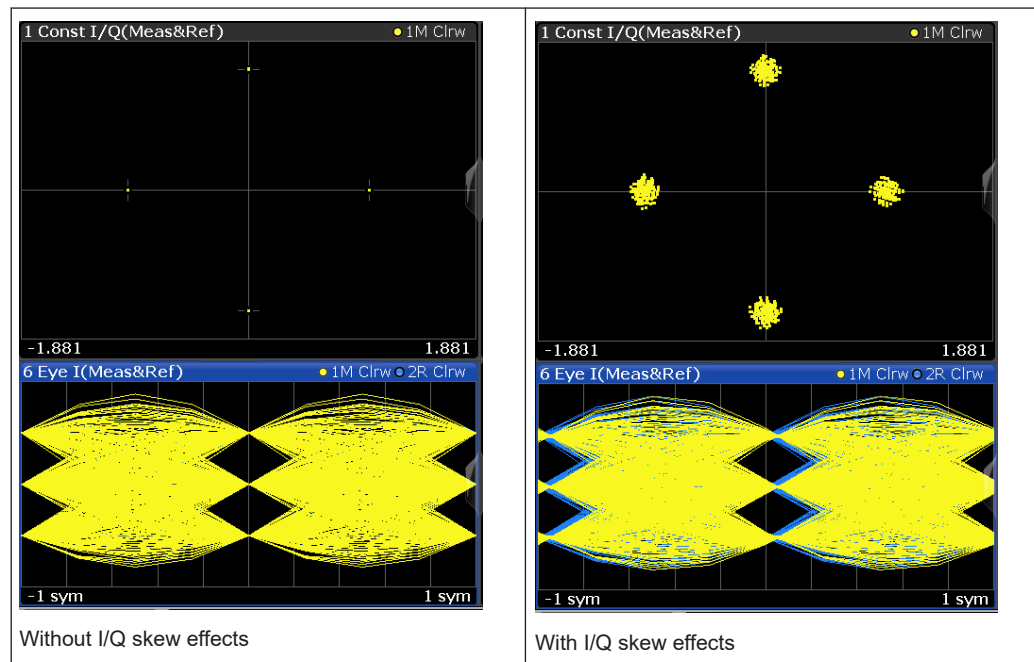 1 Const I/Q(Meas&Ref) 1M Clrw
-1.881 1.881
6 Eye I(Meas&Ref) 1M Clrw 2R Clrw
-1 sym 1 sym
Without I/Q skew effects
1 Const I/Q(Meas&Ref) 1M Clrw
-1.881 1.881
6 Eye I(Meas&Ref) 1M Clrw 2R Clrw
-1 sym 1 sym
With I/Q skew effects